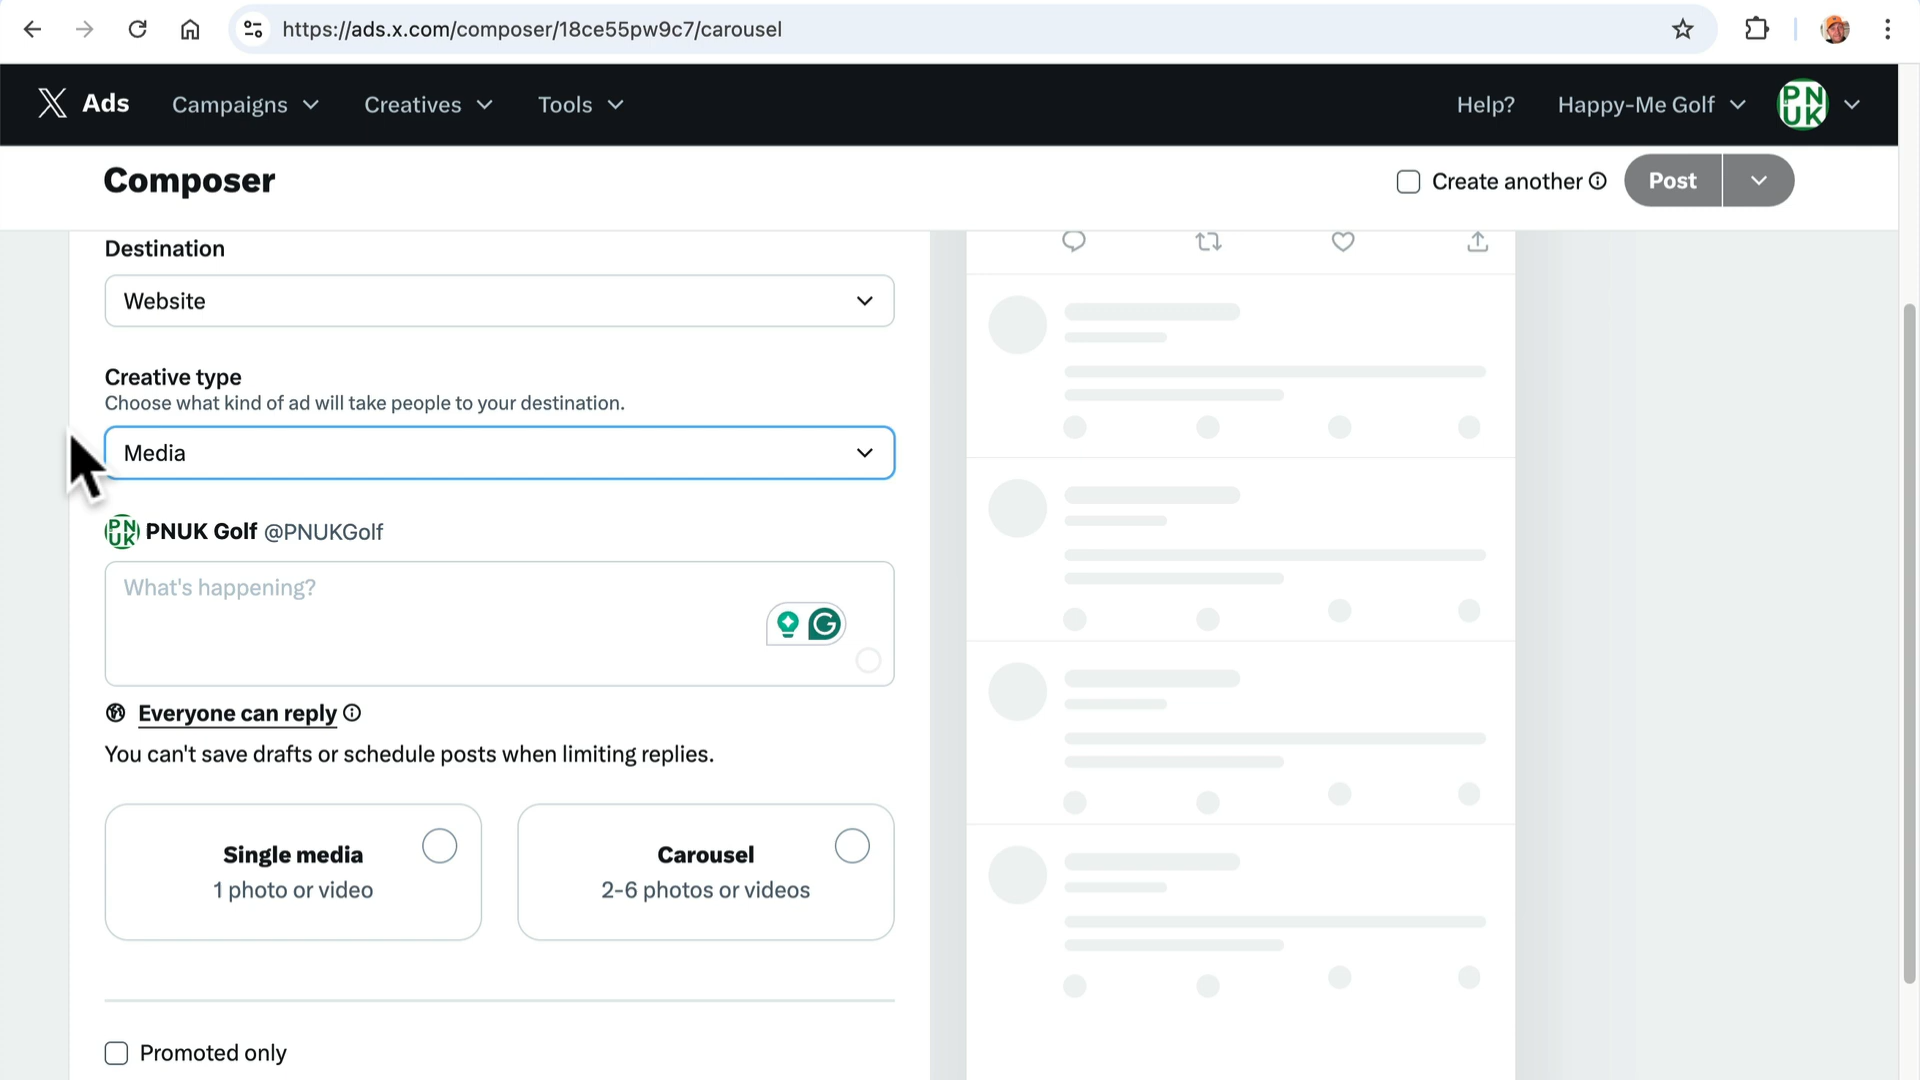 https://ads.x.com/composer/18ce55pw9c7/carousel
Ads Campaigns Creatives Tools Help? Happy-Me Golf PN UK
Composer Create another Post
Destination
Website
Creative type
Choose what kind of ad will take people to your destination.
Media
PN UK PNUK Golf @PNUKGolf
What's happening?
Everyone can reply
You can't save drafts or schedule posts when limiting replies.
Single media Carousel
1 photo or video 2-6 photos or videos
Promoted only